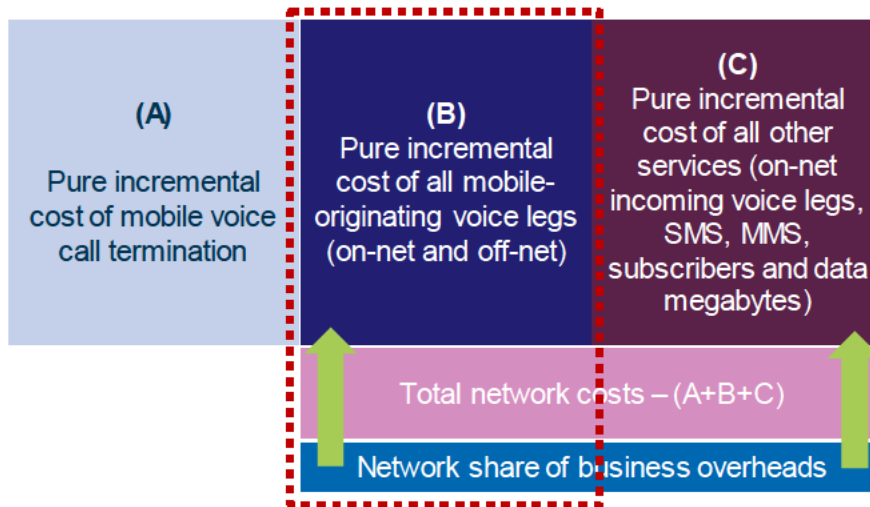 (A)
Pure incremental
cost of mobile voice
call termination
(B)
Pure incremental
cost of all mobile-
originating voice legs
(on-net and off-net)
(C)
Pure incremental
cost of all other
services (on-net
incoming voice legs,
SMS, MMS,
subscribers and data
megabytes)
Total network costs – (A+B+C)
Network share of business overheads